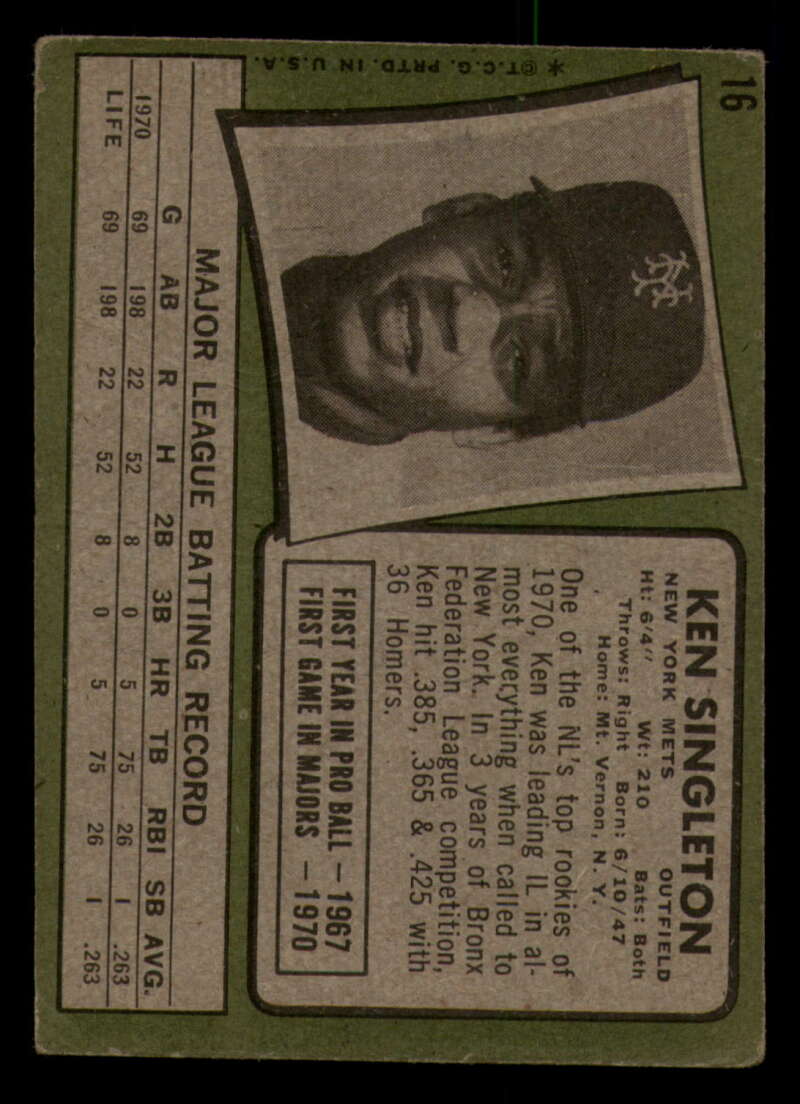 16
KEN SINGLETON
NEW YORK METS OUTFIELD
Ht: 6'4" Wt: 210 Bats: Both
Throws: Right Born: 6/10/47
Home: Mt. Vernon, N. Y.
One of the NL's top rookies of
1970, Ken was leading IL in al-
most everything when called to
New York. In 3 years of Bronx
Federation League competition,
Ken hit .385, .365 & .425 with
36 Homers.
FIRST YEAR IN PRO BALL — 1967
FIRST GAME IN MAJORS — 1970
NY
✶ ©T.C.G. PRTD. IN U.S.A.
MAJOR LEAGUE BATTING RECORD
G AB R H 2B 3B HR TB RBI SB AVG.
1970 69 198 22 52 8 0 5 75 26 1 .263
LIFE 69 198 22 52 8 0 5 75 26 1 .263